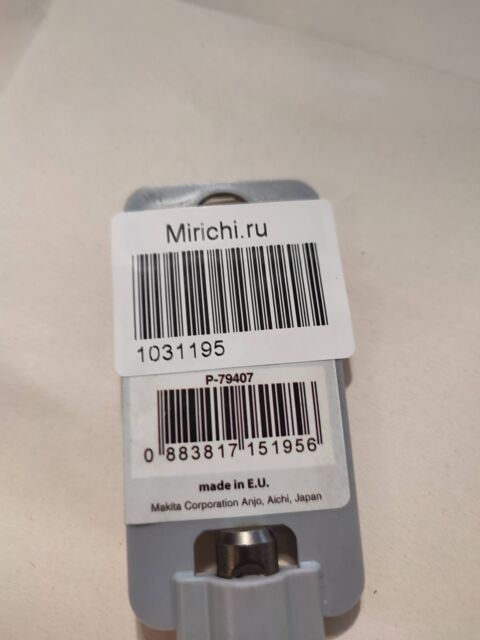 Mirichi.ru
1031195
P-79407
0 883817 151956
made in E.U.
Makita Corporation Anjo, Aichi, Japan